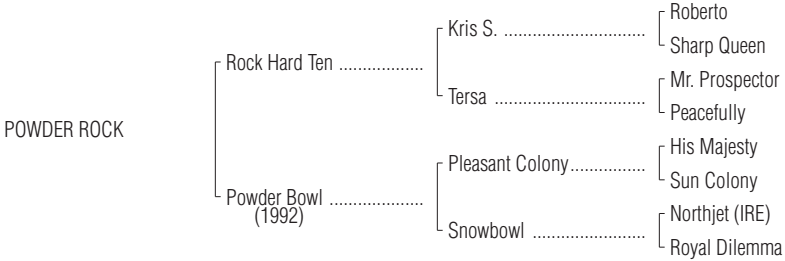 Roberto
Kris S. ..............................
Sharp Queen
Rock Hard Ten ..................
Mr. Prospector
Tersa ................................
Peacefully
POWDER ROCK
His Majesty
Pleasant Colony................
Sun Colony
Powder Bowl ....................
(1992)
Northjet (IRE)
Snowbowl ........................
Royal Dilemma